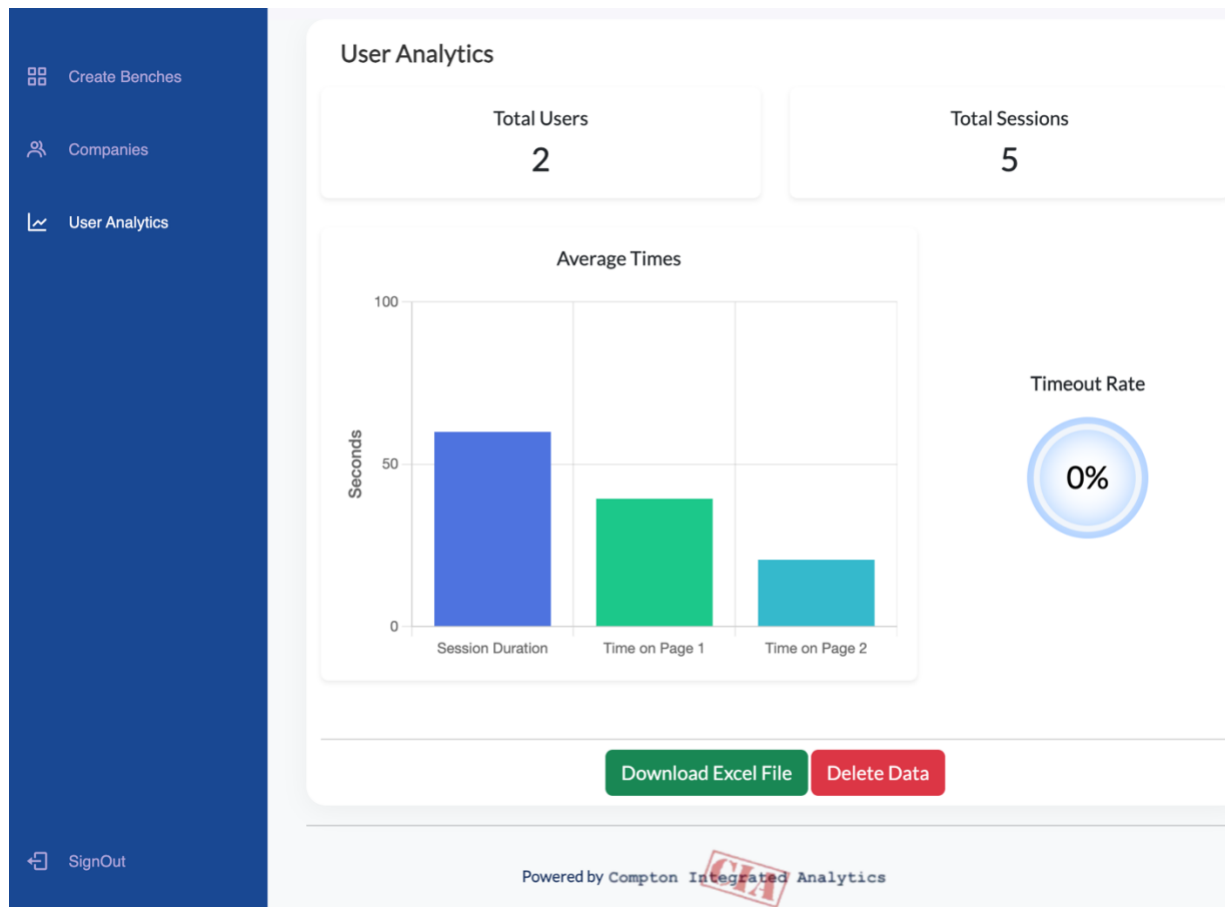 Create Benches
Companies
User Analytics
SignOut
User Analytics
Total Users
2
Total Sessions
5
Average Times
100
50
0
Seconds
Session Duration
Time on Page 1
Time on Page 2
Timeout Rate
0%
Download Excel File
Delete Data
Powered by Compton Integrated Analytics
CIA